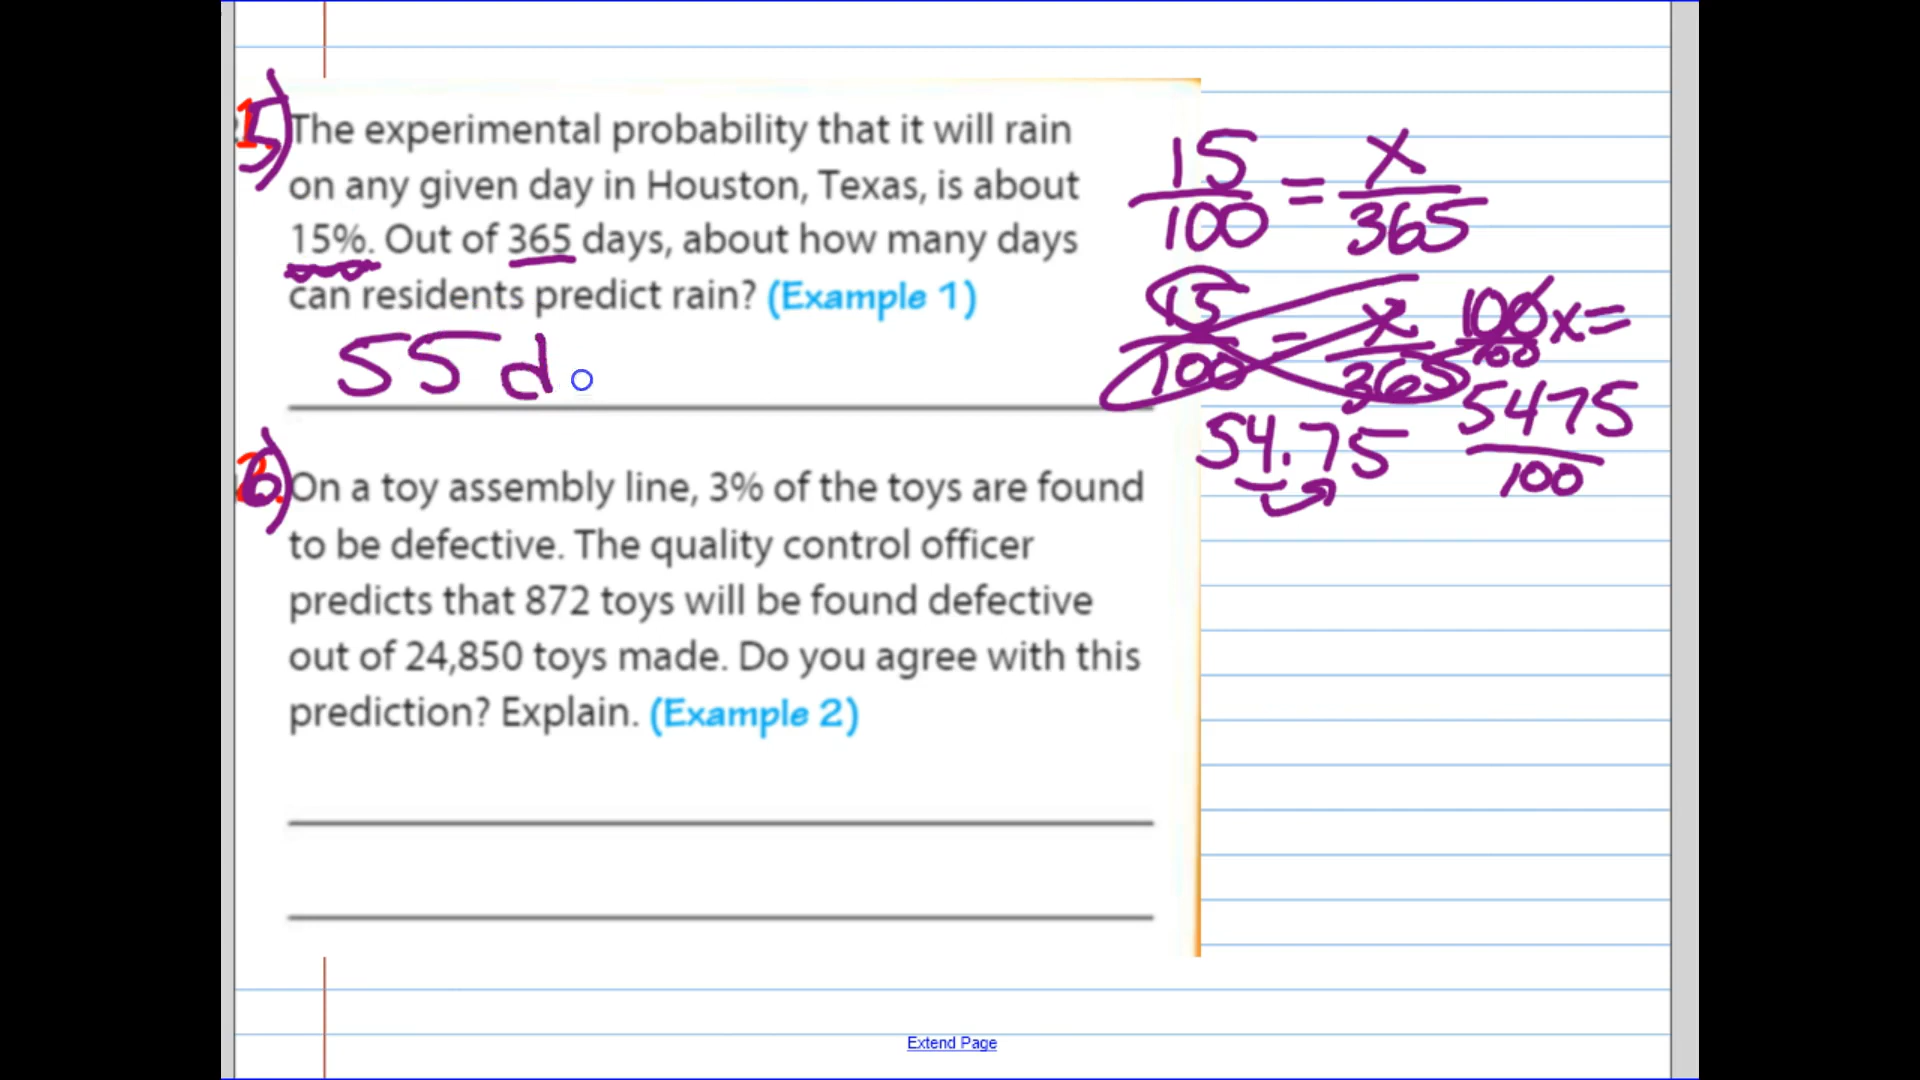 5)
The experimental probability that it will rain
on any given day in Houston, Texas, is about
15%. Out of 365 days, about how many days
can residents predict rain? (Example 1)
55 d
15/100 = x/365
15/100 = x/365
100x/100 =
5475/100
54.75
6)
On a toy assembly line, 3% of the toys are found
to be defective. The quality control officer
predicts that 872 toys will be found defective
out of 24,850 toys made. Do you agree with this
prediction? Explain. (Example 2)
Extend Page